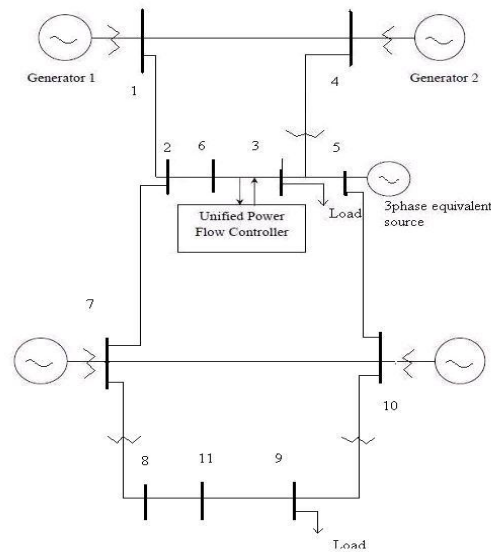 Generator 1
Generator 2
1
4
2
6
3
5
Unified Power
Flow Controller
Load
3phase equivalent
source
7
10
8
11
9
Load